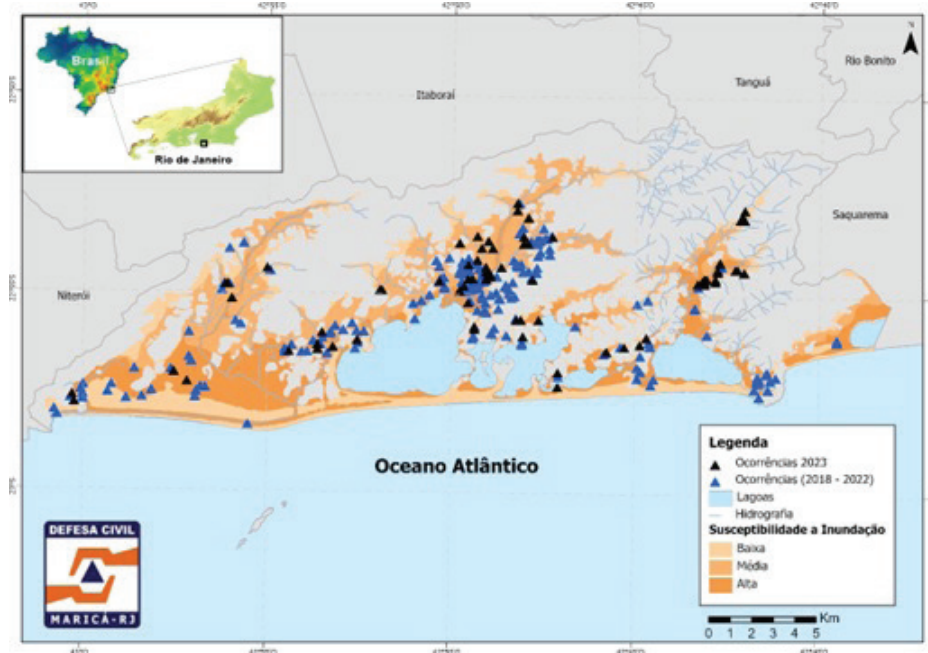 Brasil
Rio de Janeiro
Itaboraí
Tanguá
Rio Bonito
Saquarema
Niterói
N
Oceano Atlântico
Legenda
Ocorrências 2023
Ocorrências (2018 - 2022)
Lagoas
Hidrografia
Susceptibilidade a Inundação
Baixa
Média
Alta
DEFESA CIVIL
MARICÁ-RJ
Km
0 1 2 3 4 5